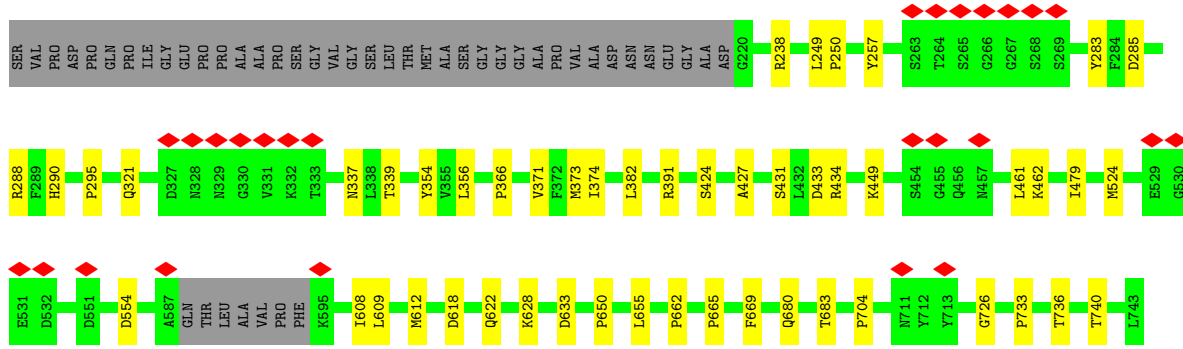 SER VAL PRO ASP PRO GLN PRO ILE GLY GLU PRO PRO ALA ALA PRO SER GLY VAL GLY SER LEU THR MET ALA SER GLY GLY GLY ALA PRO VAL ALA ASP ASN ASN GLU GLY ALA ASP G220 R238 L249 P250 Y257 S263 T264 S265 G266 G267 S268 S269 Y283 F284 D285
R288 F289 H290 P295 Q321 D327 N328 N329 G330 V331 K332 T333 N337 L338 T339 Y354 V355 L356 P366 V371 F372 M373 I374 L382 R391 S424 A427 S431 L432 D433 R434 K449 S454 G455 Q456 N457 L461 K462 I479 M524 E529 G530
E531 D532 D551 D554 A587 GLN THR LEU ALA VAL PRO PHE K595 I608 L609 M612 D618 Q622 K628 D633 P650 L655 P662 P665 F669 Q680 T683 P704 N711 Y712 Y713 G726 P733 T736 T740 L743